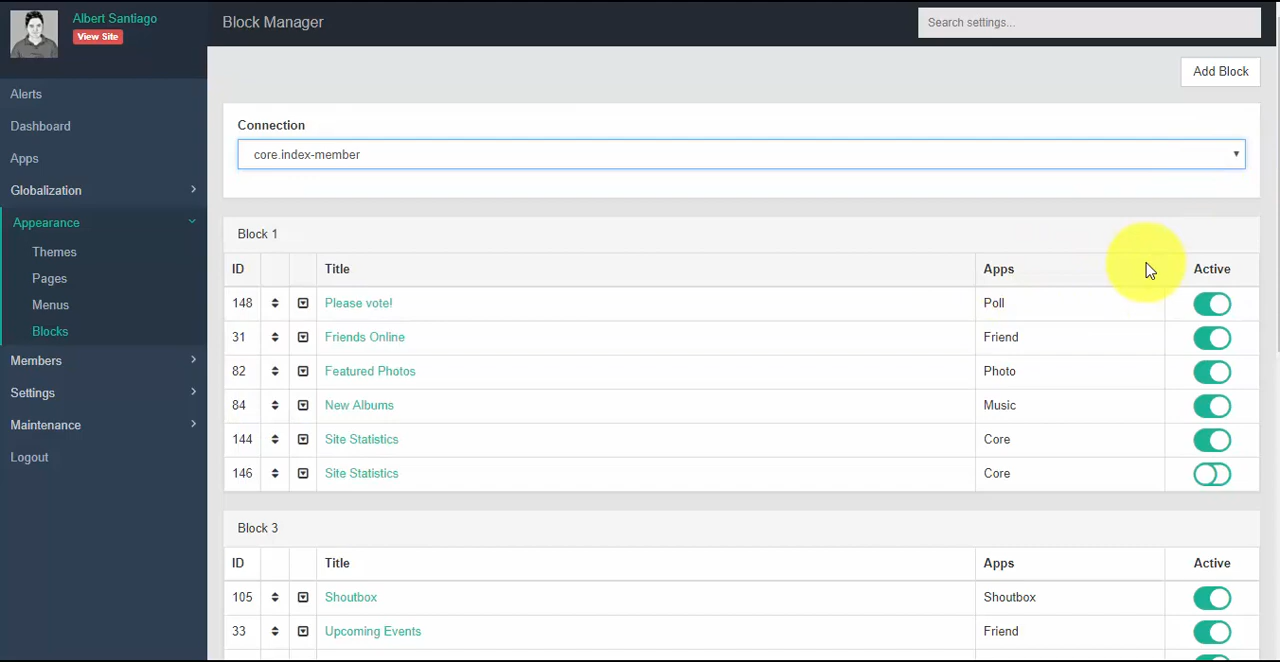 Albert Santiago
View Site
Block Manager
Search settings...
Alerts
Dashboard
Apps
Globalization
Appearance
Themes
Pages
Menus
Blocks
Members
Settings
Maintenance
Logout
Add Block
Connection
core.index-member
Block 1
ID Title Apps Active
148 Please vote! Poll
31 Friends Online Friend
82 Featured Photos Photo
84 New Albums Music
144 Site Statistics Core
146 Site Statistics Core
Block 3
ID Title Apps Active
105 Shoutbox Shoutbox
33 Upcoming Events Friend